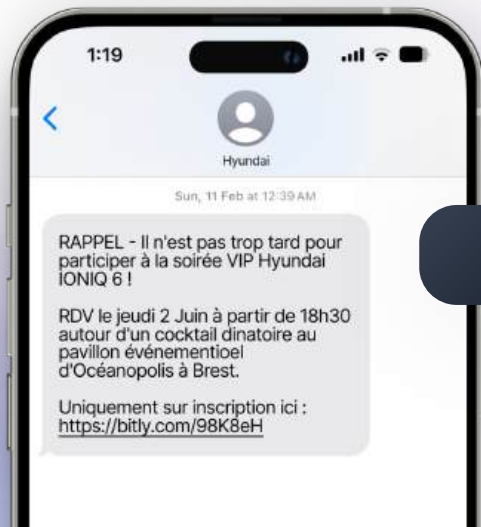 1:19
Hyundai
Sun, 11 Feb at 12:39 AM
RAPPEL - Il n'est pas trop tard pour
participer à la soirée VIP Hyundai
IONIQ 6 !
RDV le jeudi 2 Juin à partir de 18h30
autour d'un cocktail dinatoire au
pavillon événementioel
d'Océanopolis à Brest.
Uniquement sur inscription ici :
https://bitly.com/98K8eH